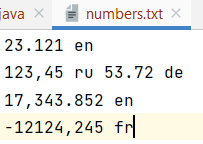 java numbers.txt
23.121 en
123,45 ru 53.72 de
17,343.852 en
-12124,245 fr